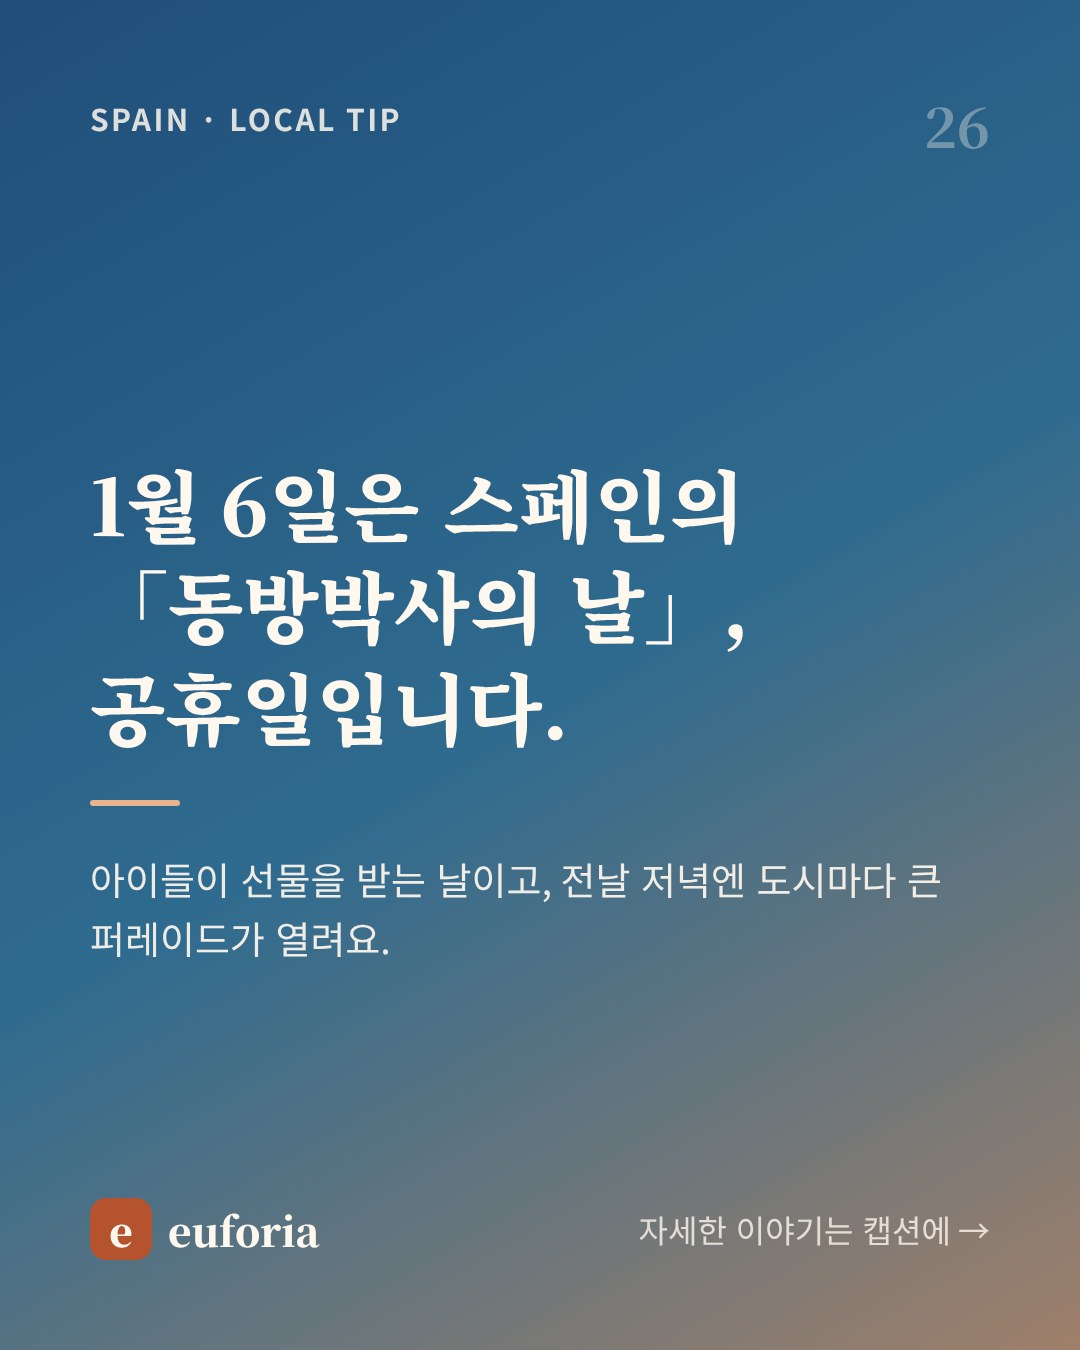 SPAIN · LOCAL TIP
26
1월 6일은 스페인의
「동방박사의 날」,
공휴일입니다.
아이들이 선물을 받는 날이고, 전날 저녁엔 도시마다 큰
퍼레이드가 열려요.
e euforia
자세한 이야기는 캡션에 →